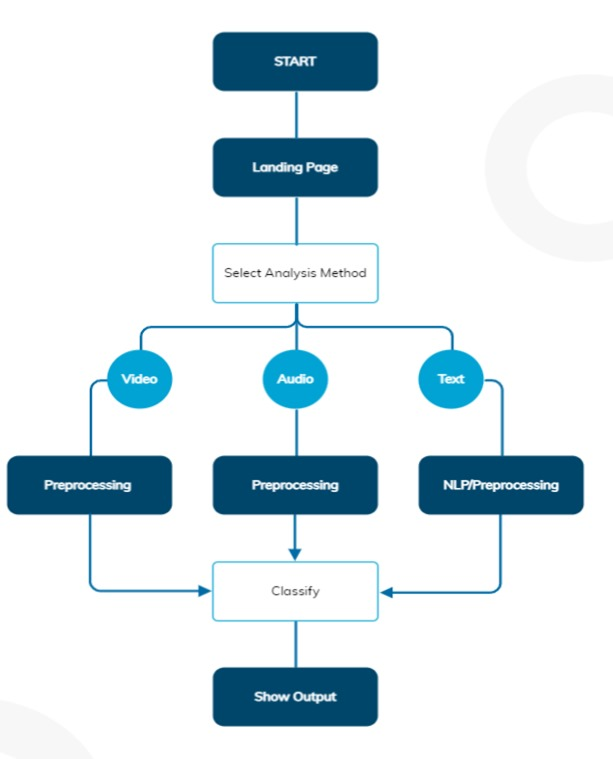 START
Landing Page
Select Analysis Method
Video
Audio
Text
Preprocessing
Preprocessing
NLP/Preprocessing
Classify
Show Output